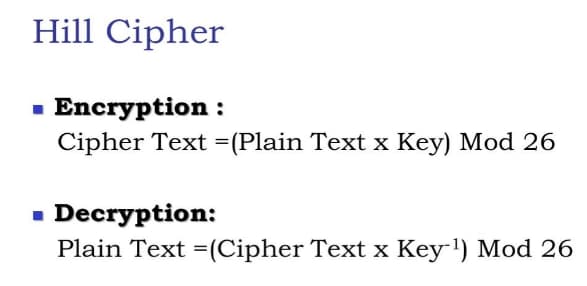 Hill Cipher
▪ Encryption :
Cipher Text =(Plain Text x Key) Mod 26
▪ Decryption:
Plain Text =(Cipher Text x Key⁻¹) Mod 26